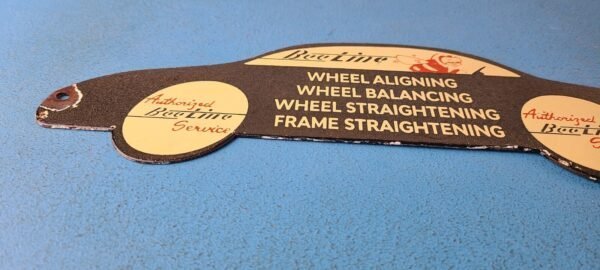 Bee Line
WHEEL ALIGNING
WHEEL BALANCING
WHEEL STRAIGHTENING
FRAME STRAIGHTENING
Authorized
Bee Line
Service
Authorized
Bee Line